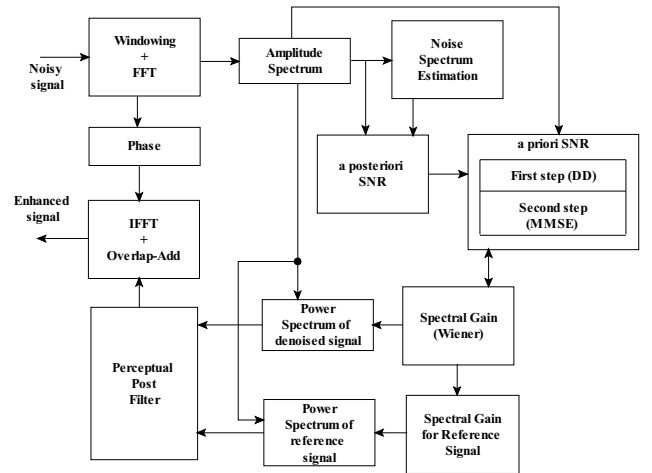 Windowing
+
FFT
Noisy
signal
Amplitude
Spectrum
Noise
Spectrum
Estimation
Phase
a posteriori
SNR
a priori SNR
First step (DD)
Second step
(MMSE)
Enhanced
signal
IFFT
+
Overlap-Add
Power
Spectrum of
denoised signal
Spectral Gain
(Wiener)
Perceptual
Post
Filter
Power
Spectrum of
reference
signal
Spectral Gain
for Reference
Signal